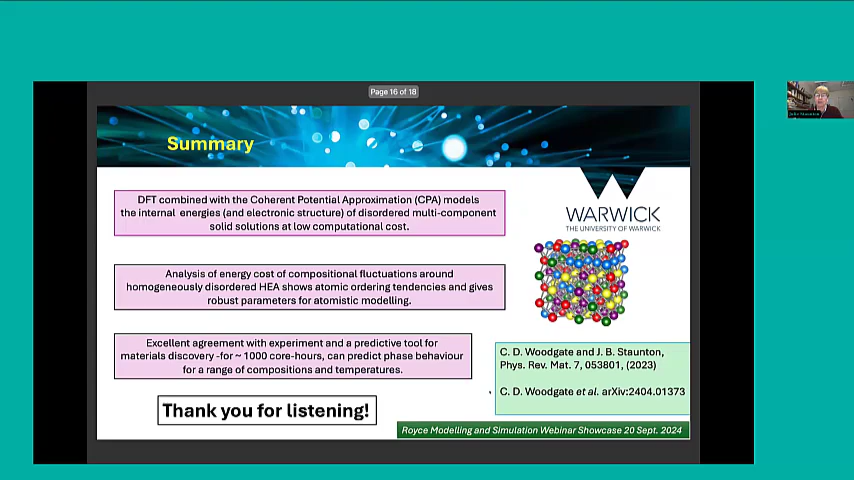 Page 16 of 18
Summary
DFT combined with the Coherent Potential Approximation (CPA) models
the internal energies (and electronic structure) of disordered multi-component
solid solutions at low computational cost.
WARWICK
THE UNIVERSITY OF WARWICK
Analysis of energy cost of compositional fluctuations around
homogeneously disordered HEA shows atomic ordering tendencies and gives
robust parameters for atomistic modelling.
Excellent agreement with experiment and a predictive tool for
materials discovery -for ~ 1000 core-hours, can predict phase behaviour
for a range of compositions and temperatures.
C. D. Woodgate and J. B. Staunton,
Phys. Rev. Mat. 7, 053801, (2023)
C. D. Woodgate et al. arXiv:2404.01373
Thank you for listening!
Royce Modelling and Simulation Webinar Showcase 20 Sept. 2024
Julie Staunton